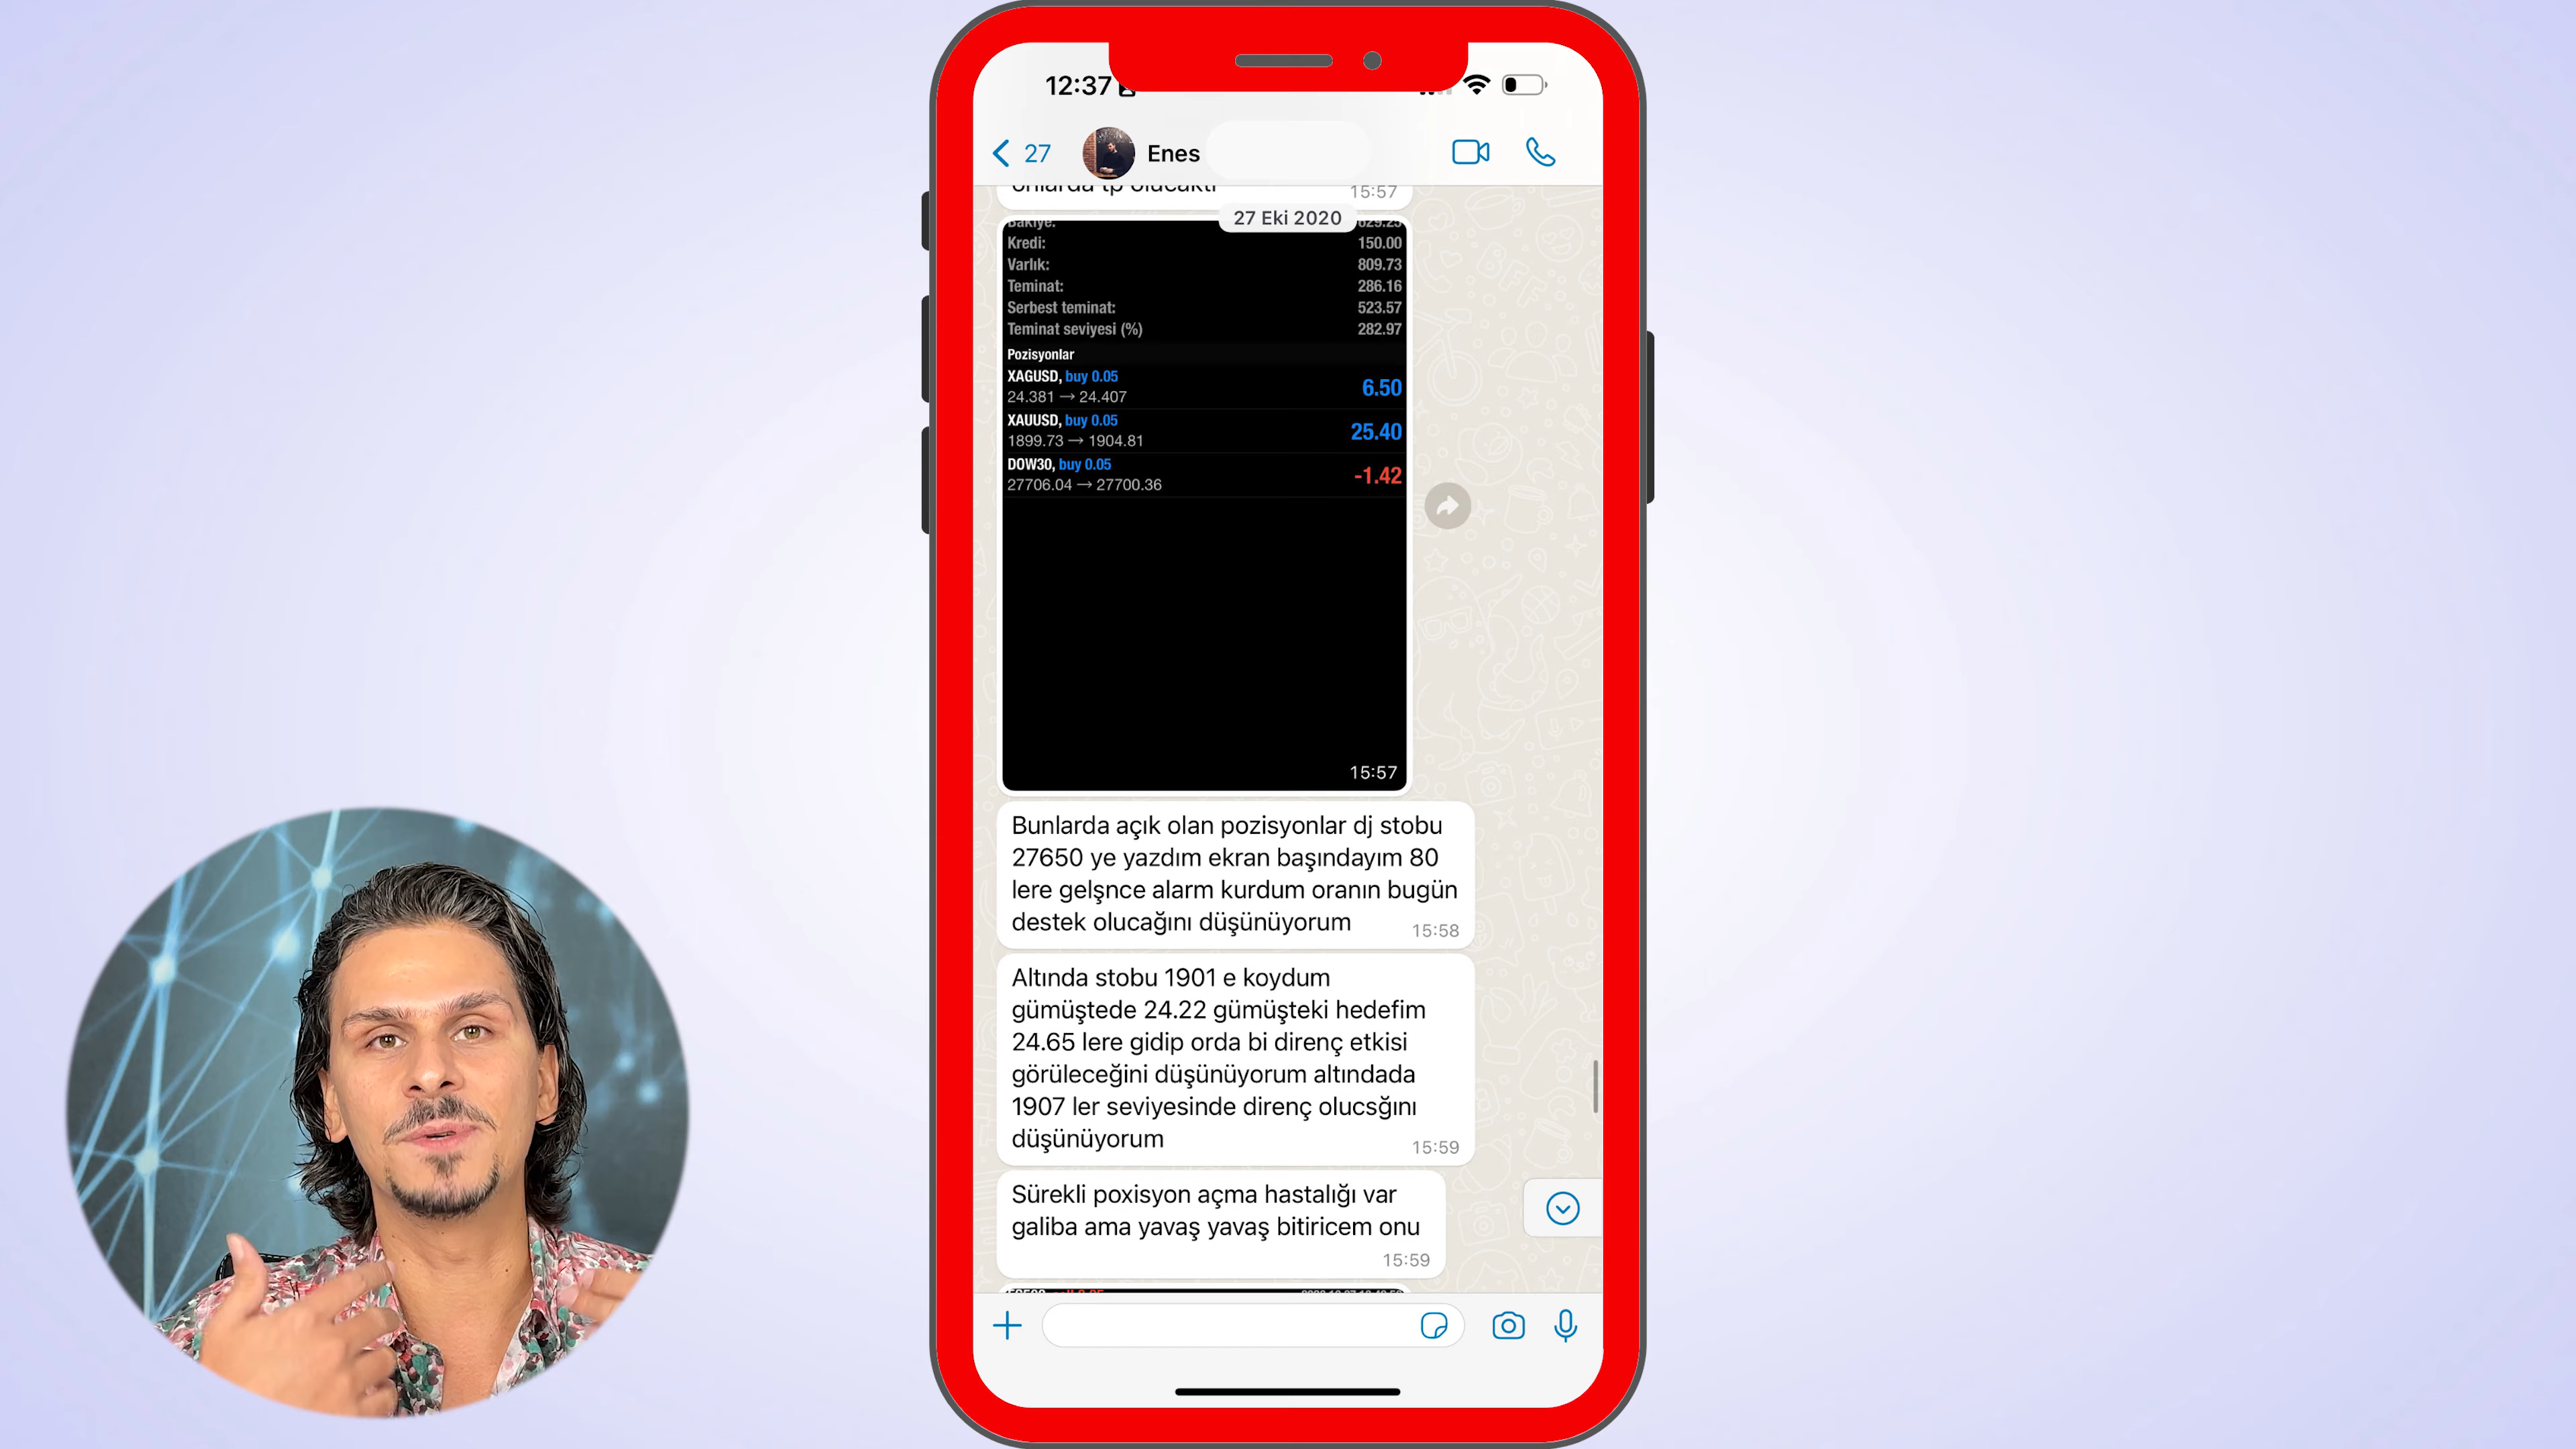 12:37
27
Enes
onlarda tp olucaktı
15:57
27 Eki 2020
Bakiye: 629.25
Kredi: 150.00
Varlık: 809.73
Teminat: 286.16
Serbest teminat: 523.57
Teminat seviyesi (%) 282.97
Pozisyonlar
XAGUSD, buy 0.05
24.381 → 24.407 6.50
XAUUSD, buy 0.05
1899.73 → 1904.81 25.40
DOW30, buy 0.05
27706.04 → 27700.36 -1.42
15:57
Bunlarda açık olan pozisyonlar dj stobu
27650 ye yazdım ekran başındayım 80
lere gelşnce alarm kurdum oranın bugün
destek olucağını düşünüyorum
15:58
Altında stobu 1901 e koydum
gümüştede 24.22 gümüşteki hedefim
24.65 lere gidip orda bi direnç etkisi
görüleceğini düşünüyorum altındada
1907 ler seviyesinde direnç olucsğını
düşünüyorum
15:59
Sürekli poxisyon açma hastalığı var
galiba ama yavaş yavaş bitiricem onu
15:59